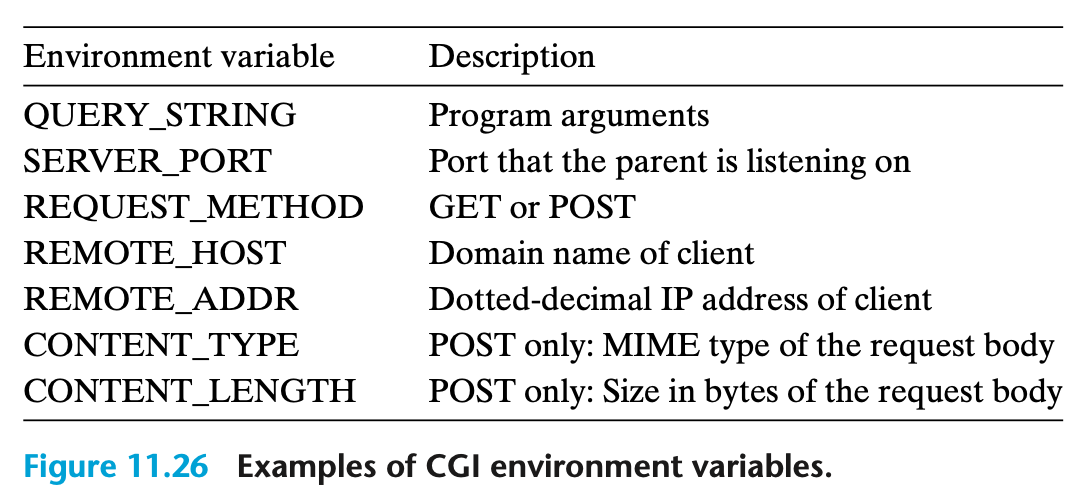 Environment variable Description
QUERY_STRING Program arguments
SERVER_PORT Port that the parent is listening on
REQUEST_METHOD GET or POST
REMOTE_HOST Domain name of client
REMOTE_ADDR Dotted-decimal IP address of client
CONTENT_TYPE POST only: MIME type of the request body
CONTENT_LENGTH POST only: Size in bytes of the request body
Figure 11.26 Examples of CGI environment variables.